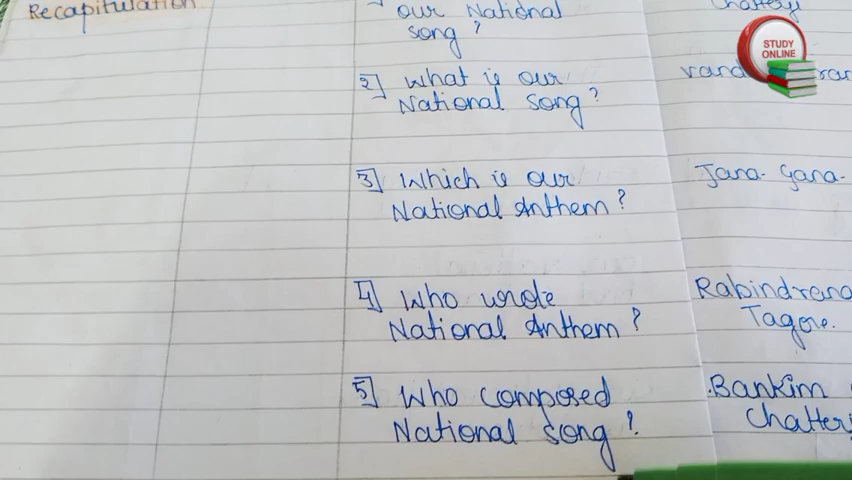 Recapitulation
our National
song?
Chatterji
2] What is our
National song?
3] Which is our
National Anthem?
Jana- Gana-
4] Who wrote
National Anthem?
Rabindrana
Tagore.
5] Who composed
National song?
Bankim
Chatter
STUDY
ONLINE